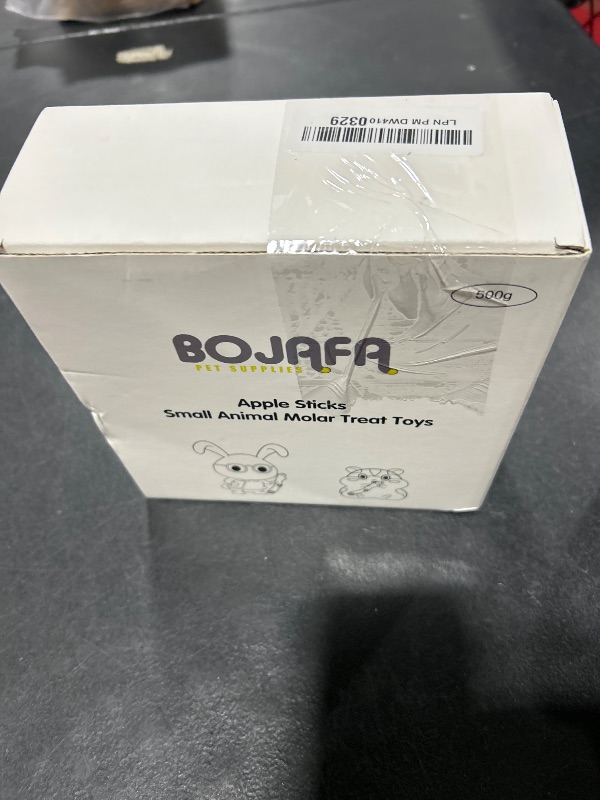 LPN PM DW410 0329
500g
BOJAFA
PET SUPPLIES
Apple Sticks
Small Animal Molar Treat Toys